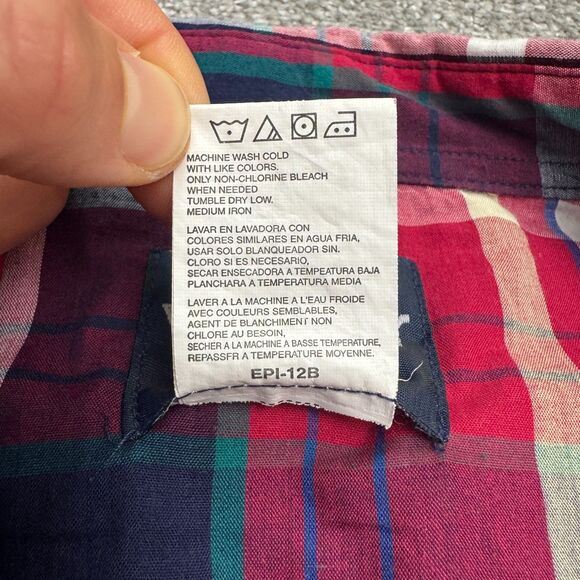 MACHINE WASH COLD
WITH LIKE COLORS.
ONLY NON-CHLORINE BLEACH
WHEN NEEDED
TUMBLE DRY LOW.
MEDIUM IRON
LAVAR EN LAVADORA CON
COLORES SIMILARES EN AGUA FRIA,
USAR SOLO BLANQUEADOR SIN.
CLORO SI ES NECESARIO,
SECAR ENSECADORA A TEMPEATURA BAJA
PLANCHARA A TEMPERATURA MEDIA
LAVER A LA MACHINE A L'EAU FROIDE
AVEC COULEURS SEMBLABLES,
AGENT DE BLANCHIMENT NON
CHLORE AU BESOIN,
SECHER A LA MACHINE A BASSE TEMPERATURE,
REPASSFR A TEMPERATURE MOYENNE.
EPI-12B